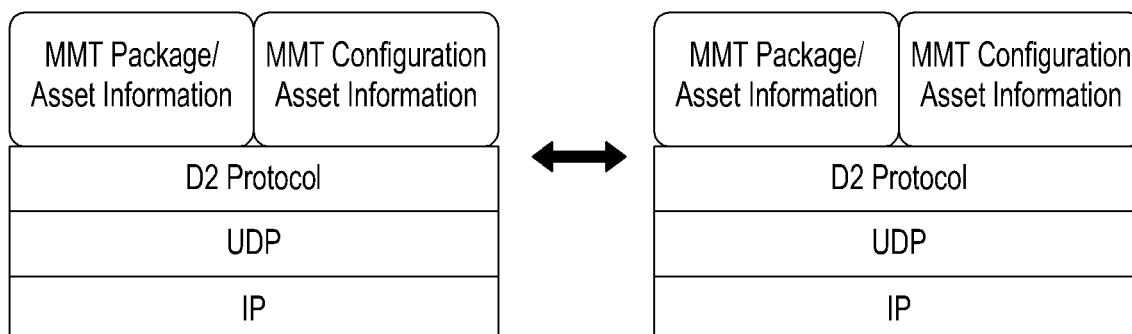 MMT Package/
Asset Information
MMT Configuration
Asset Information
D2 Protocol
UDP
IP
MMT Package/
Asset Information
MMT Configuration
Asset Information
D2 Protocol
UDP
IP